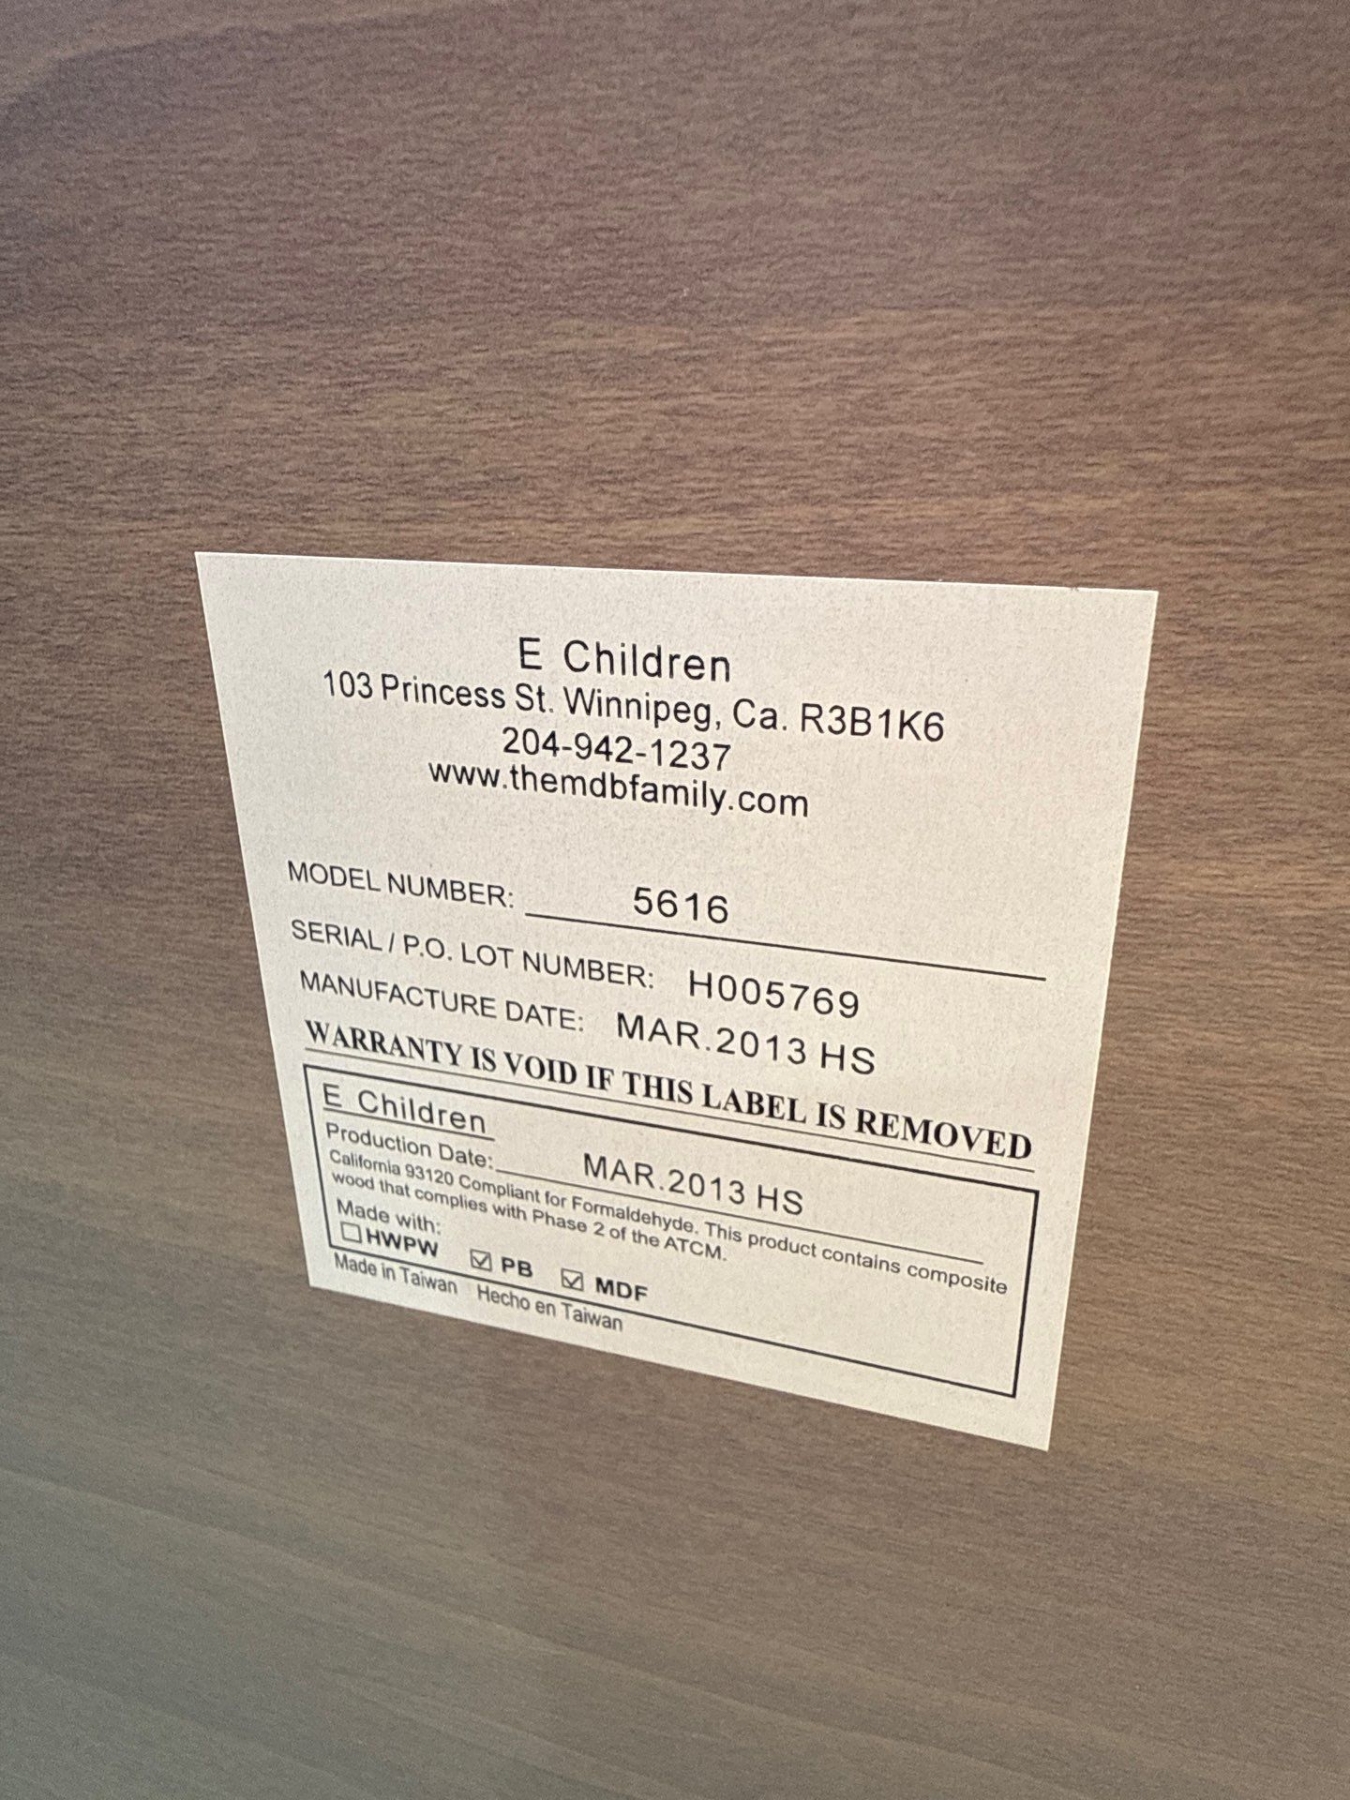 E Children
103 Princess St. Winnipeg, Ca. R3B1K6
204-942-1237
www.themdbfamily.com
MODEL NUMBER: 5616
SERIAL / P.O. LOT NUMBER: H005769
MANUFACTURE DATE: MAR.2013 HS
WARRANTY IS VOID IF THIS LABEL IS REMOVED
E Children
Production Date: MAR.2013 HS
California 93120 Compliant for Formaldehyde. This product contains composite
wood that complies with Phase 2 of the ATCM.
Made with:
☐ HWPW ☑ PB ☑ MDF
Made in Taiwan Hecho en Taiwan